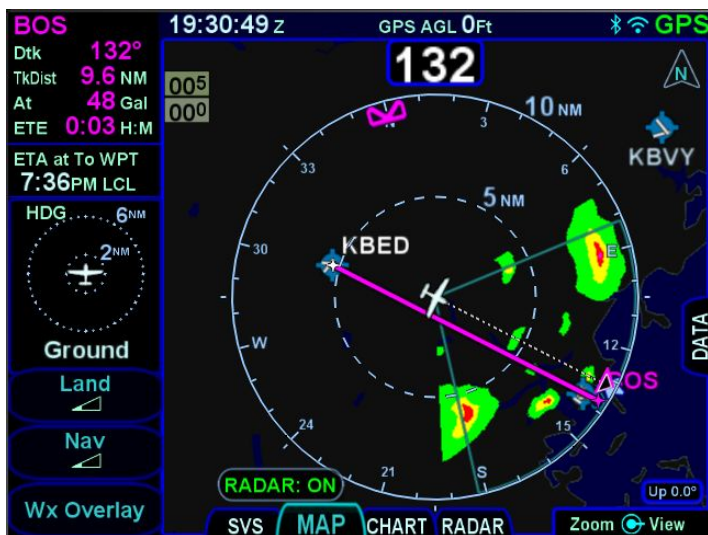 BOS
Dtk 132°
TkDist 9.6 NM
At 48 Gal
ETE 0:03 H:M
ETA at To WPT
7:36PM LCL
HDG
6NM
2NM
Ground
Land
Nav
Wx Overlay
19:30:49 Z
GPS AGL 0Ft
GPS
132
005
000
N
10 NM
5 NM
N
3
6
E
12
15
S
21
24
W
30
33
KBVY
KBED
BOS
DATA
RADAR: ON
Up 0.0°
SVS
MAP
CHART
RADAR
Zoom View